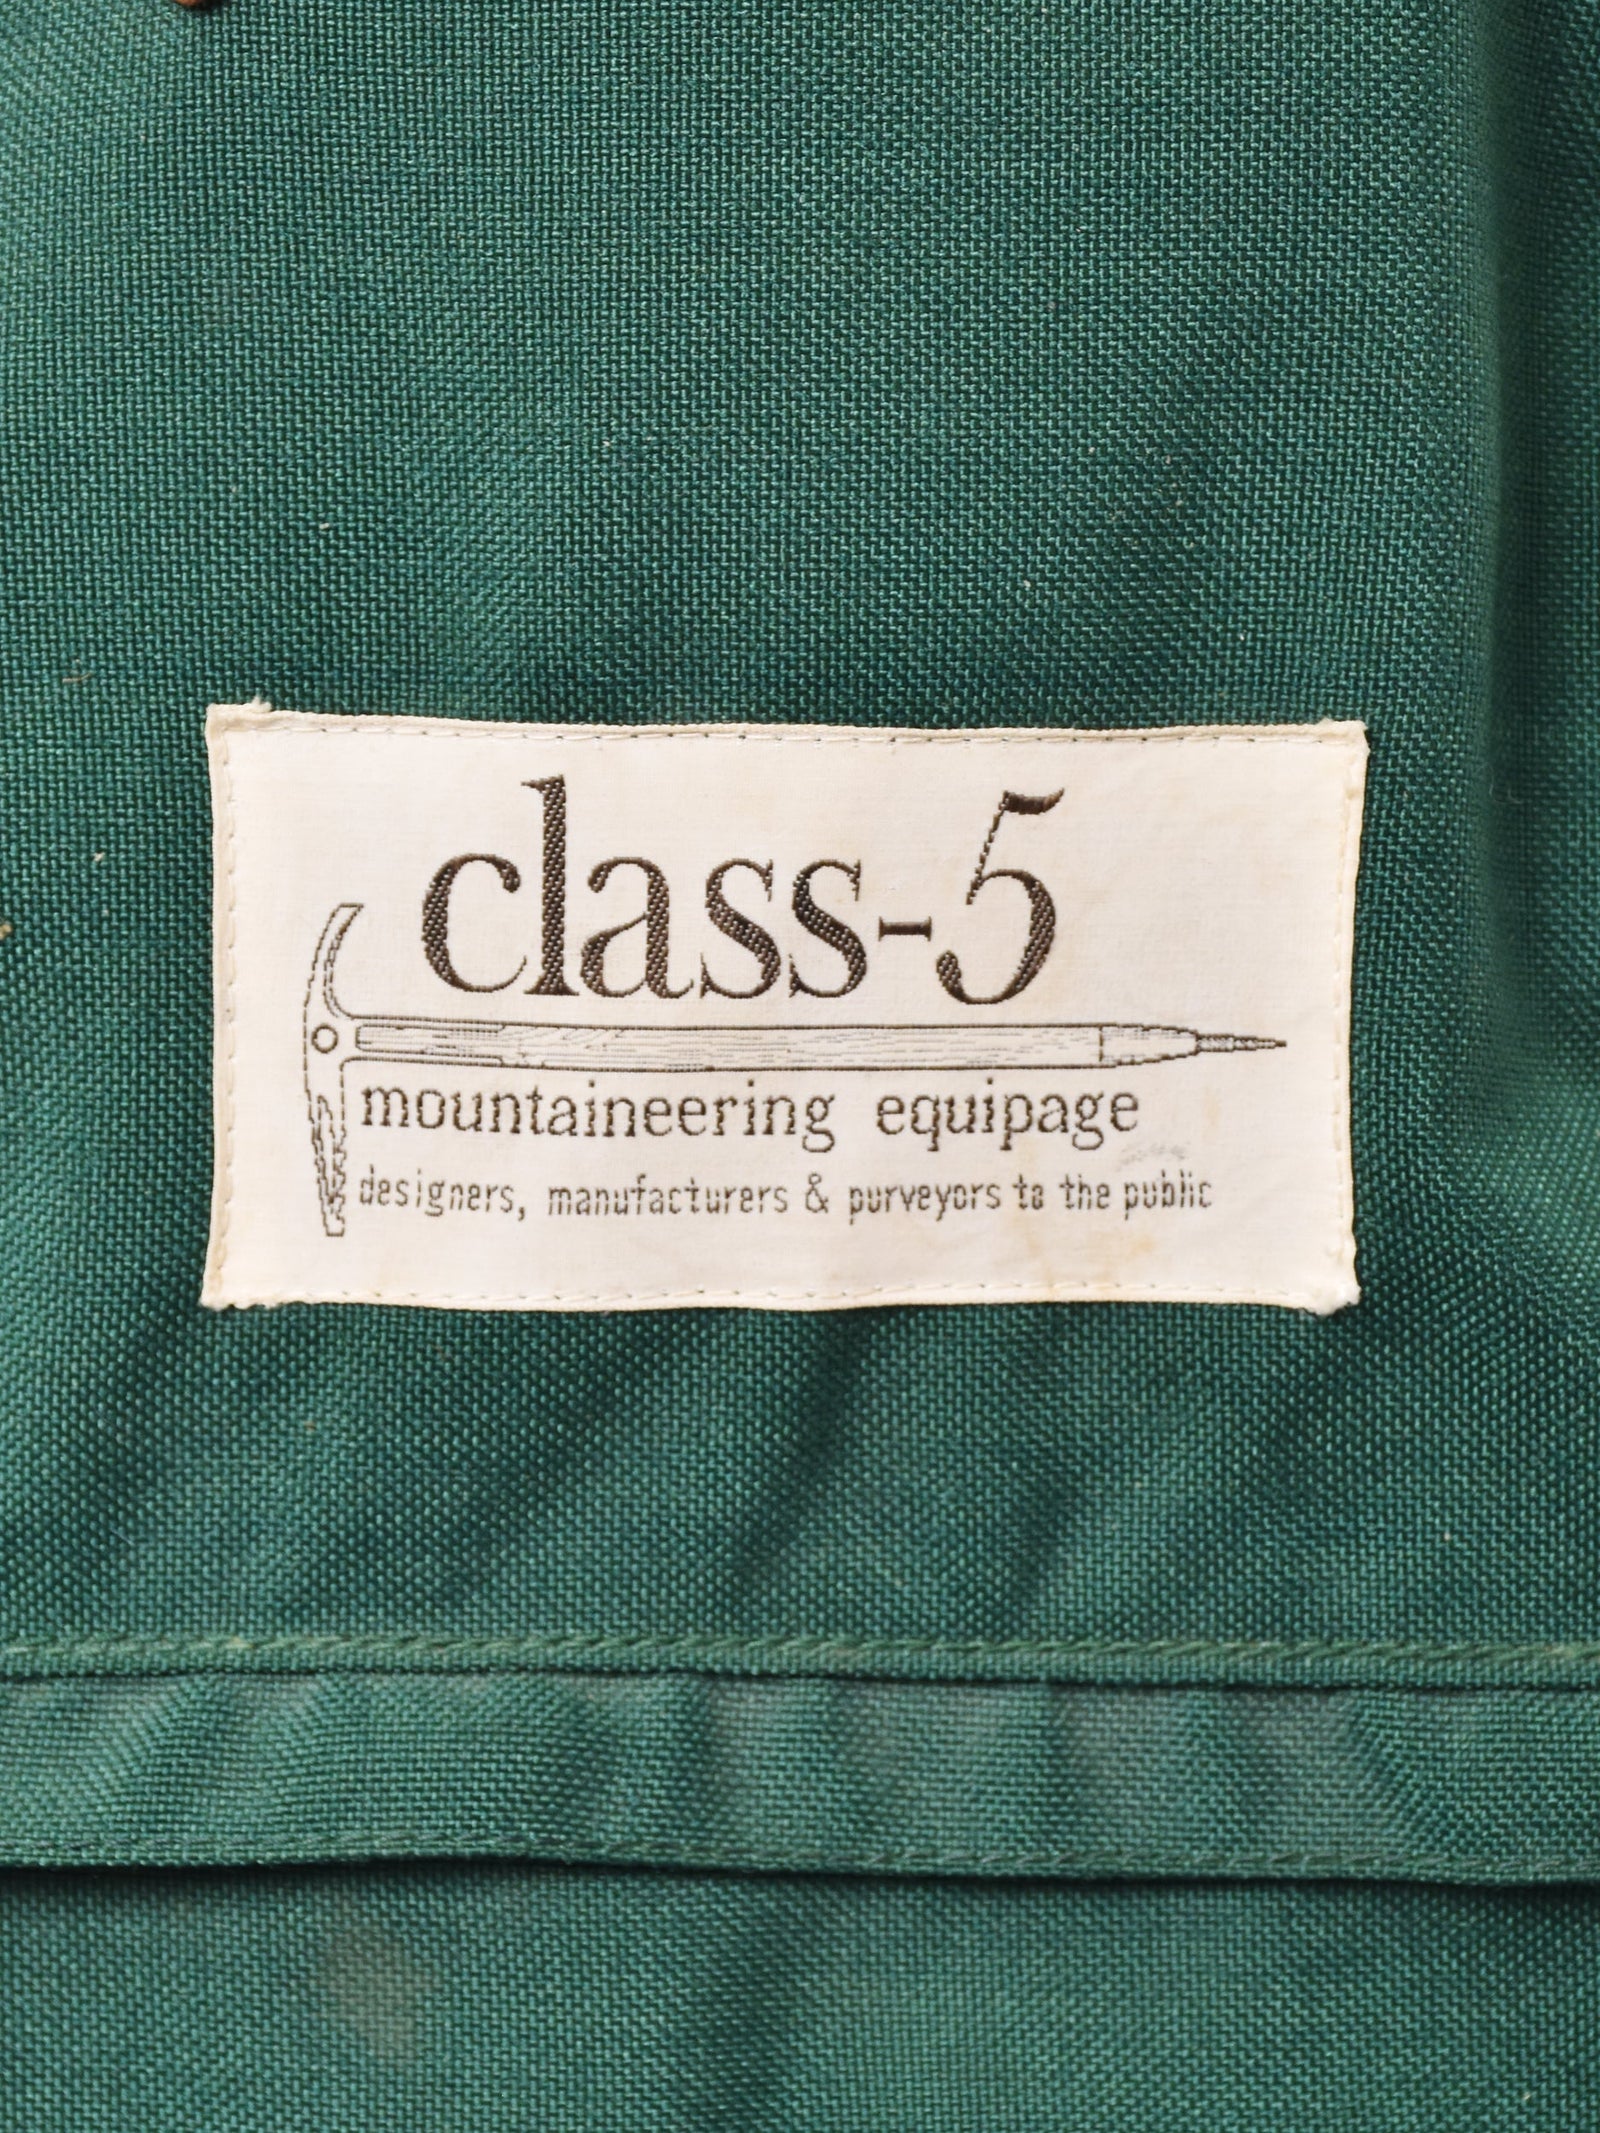 class-5
mountaineering equipage
designers, manufacturers & purveyors to the public